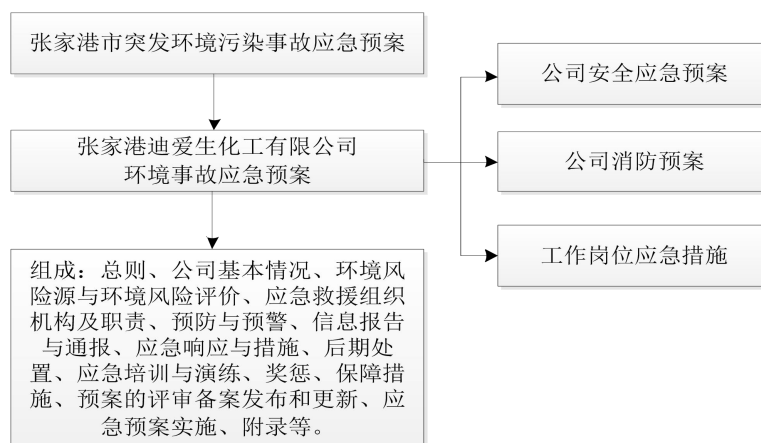 张家港市突发环境污染事故应急预案
张家港迪爱生化工有限公司
环境事故应急预案
组成：总则、公司基本情况、环境风
险源与环境风险评价、应急救援组织
机构及职责、预防与预警、信息报告
与通报、应急响应与措施、后期处
置、应急培训与演练、奖惩、保障措
施、预案的评审备案发布和更新、应
急预案实施、附录等。
公司安全应急预案
公司消防预案
工作岗位应急措施